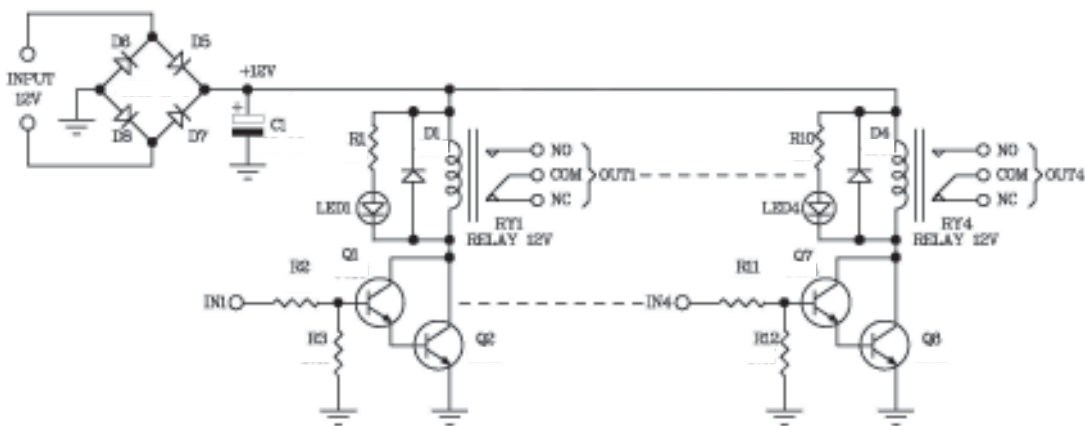 D6
D5
INPUT
12V
+12V
D8
D7
+
C1
R1
D1
NO
COM
OUT1
NC
LED1
RY1
RELAY 12V
R10
D4
NO
COM
OUT4
NC
LED4
RY4
RELAY 12V
R2
Q1
IN1
R3
Q2
R11
Q7
IN4
R12
Q8